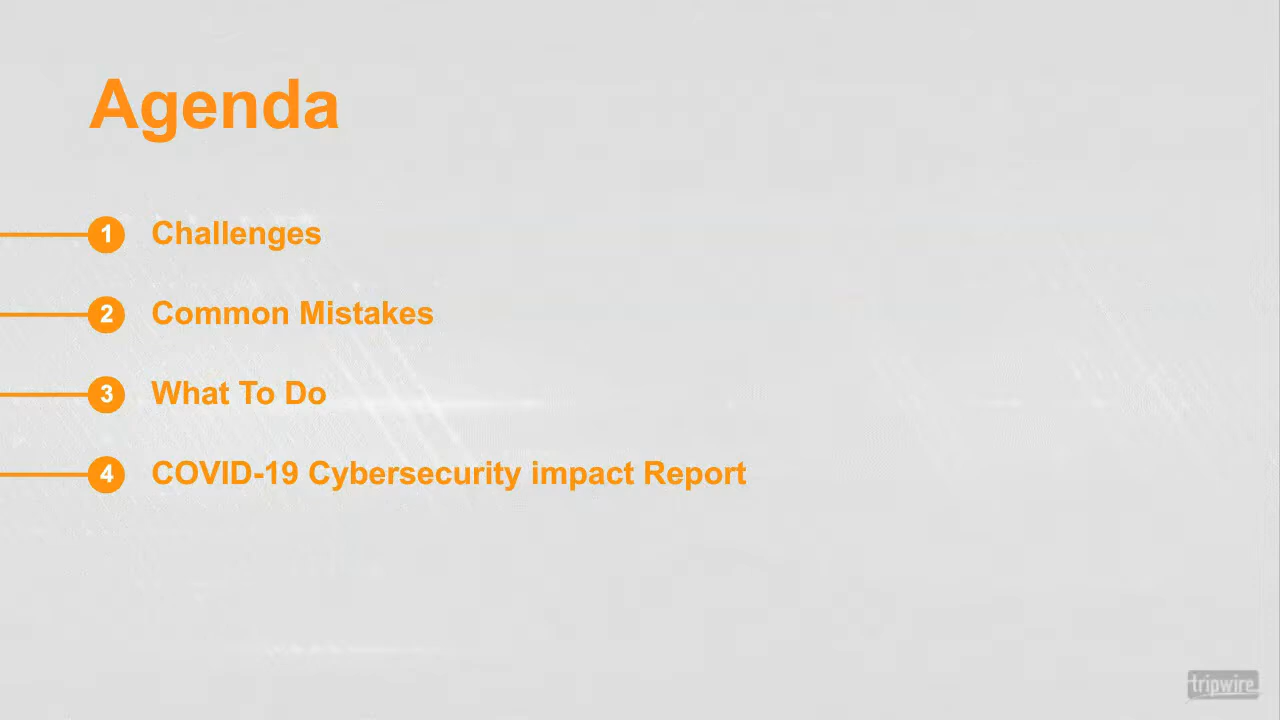 Agenda
1 Challenges
2 Common Mistakes
3 What To Do
4 COVID-19 Cybersecurity impact Report
tripwire